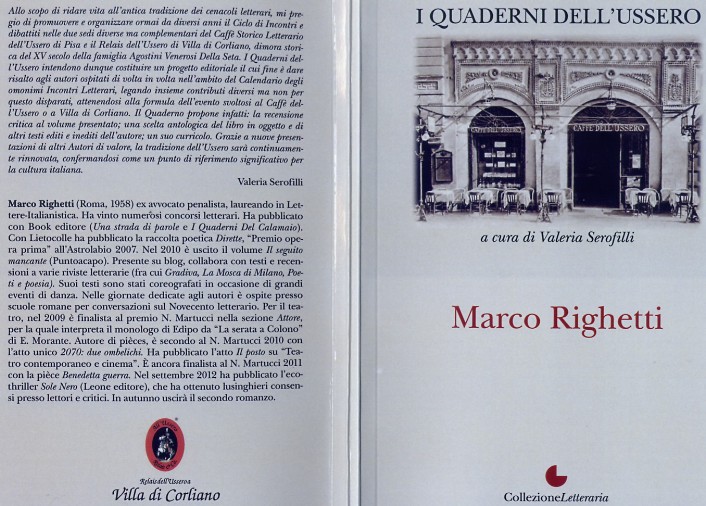 Allo scopo di ridare vita all'antica tradizione dei cenacoli letterari, mi pre-
gio di promuovere e organizzare ormai da diversi anni il Ciclo di Incontri e
dibattiti nelle due sedi diverse ma complementari del Caffè Storico Letterario
dell'Ussero di Pisa e il Relais dell'Ussero di Villa di Corliano, dimora stori-
ca del XV secolo della famiglia Agostini Venerosi Della Seta. I Quaderni del-
l'Ussero intendono dunque costituire un progetto editoriale il cui fine è dare
risalto agli autori ospitati di volta in volta nell'ambito del Calendario degli
omonimi Incontri Letterari, legando insieme contributi diversi ma non per
questo disparati, attenendosi alla formula dell'evento svoltosi al Caffè del-
l'Ussero o a Villa di Corliano. Il Quaderno propone infatti: la recensione
critica al volume presentato; una scelta antologica del libro in oggetto e di
altri testi editi e inediti dell'autore; un suo curricolo. Grazie a nuove presen-
tazioni di altri Autori di valore, la tradizione dell'Ussero sarà continuamen-
te rinnovata, confermandosi come un punto di riferimento significativo per
la cultura italiana.
Valeria Serofilli
Marco Righetti (Roma, 1958) ex avvocato penalista, laureando in Let-
tere-Italianistica. Ha vinto numerosi concorsi letterari. Ha pubblicato
con Book editore (Una strada di parole e I Quaderni Del Calamaio).
Con Lietocolle ha pubblicato la raccolta poetica Dirette, "Premio ope-
ra prima" all'Astrolabio 2007. Nel 2010 è uscito il volume Il seguito
mancante (Puntoacapo). Presente su blog, collabora con testi e recen-
sioni a varie riviste letterarie (fra cui Gradiva, La Mosca di Milano, Poe-
ti e poesia). Suoi testi sono stati coreografati in occasione di grandi
eventi di danza. Nelle giornate dedicate agli autori è ospite presso
scuole romane per conversazioni sul Novecento letterario. Per il tea-
tro, nel 2009 è finalista al premio N. Martucci nella sezione Attore,
per la quale interpreta il monologo di Edipo da "La serata a Colono"
di E. Morante. Autore di pièces, è secondo al N. Martucci 2010 con
l'atto unico 2070: due ombelichi. Ha pubblicato l'atto Il posto su "Tea-
tro contemporaneo e cinema". È ancora finalista al N. Martucci 2011
con la pièce Benedetta guerra. Nel settembre 2012 ha pubblicato l'eco-
thriller Sole Nero (Leone editore), che ha ottenuto lusinghieri consen-
si presso lettori e critici. In autunno uscirà il secondo romanzo.
Relais dell'Ussero a
Villa di Corliano
I QUADERNI DELL'USSERO
CAFFÈ DELL'USSERO
CAFFÈ DELL'USSERO
a cura di Valeria Serofilli
Marco Righetti
CollezioneLetteraria